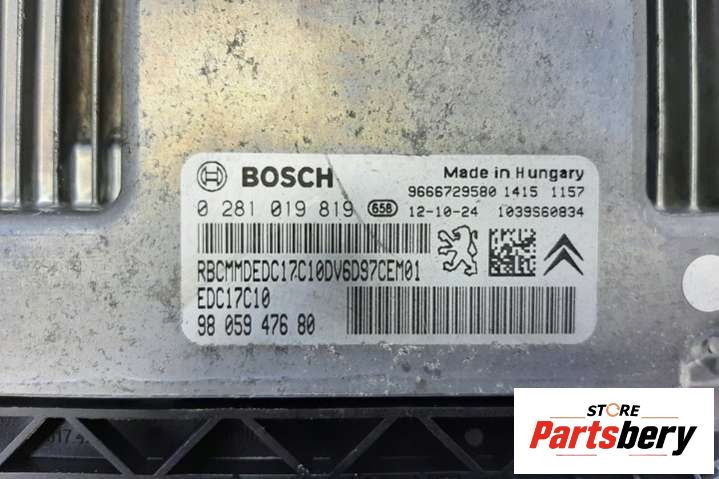 BOSCH
Made in Hungary
9666729580 1415 1157
0 281 019 819 658 12-10-24 1039S60834
RBCMMDEDC17C10DV6D97CEM01
EDC17C10
98 059 476 80
STORE
Partsbery